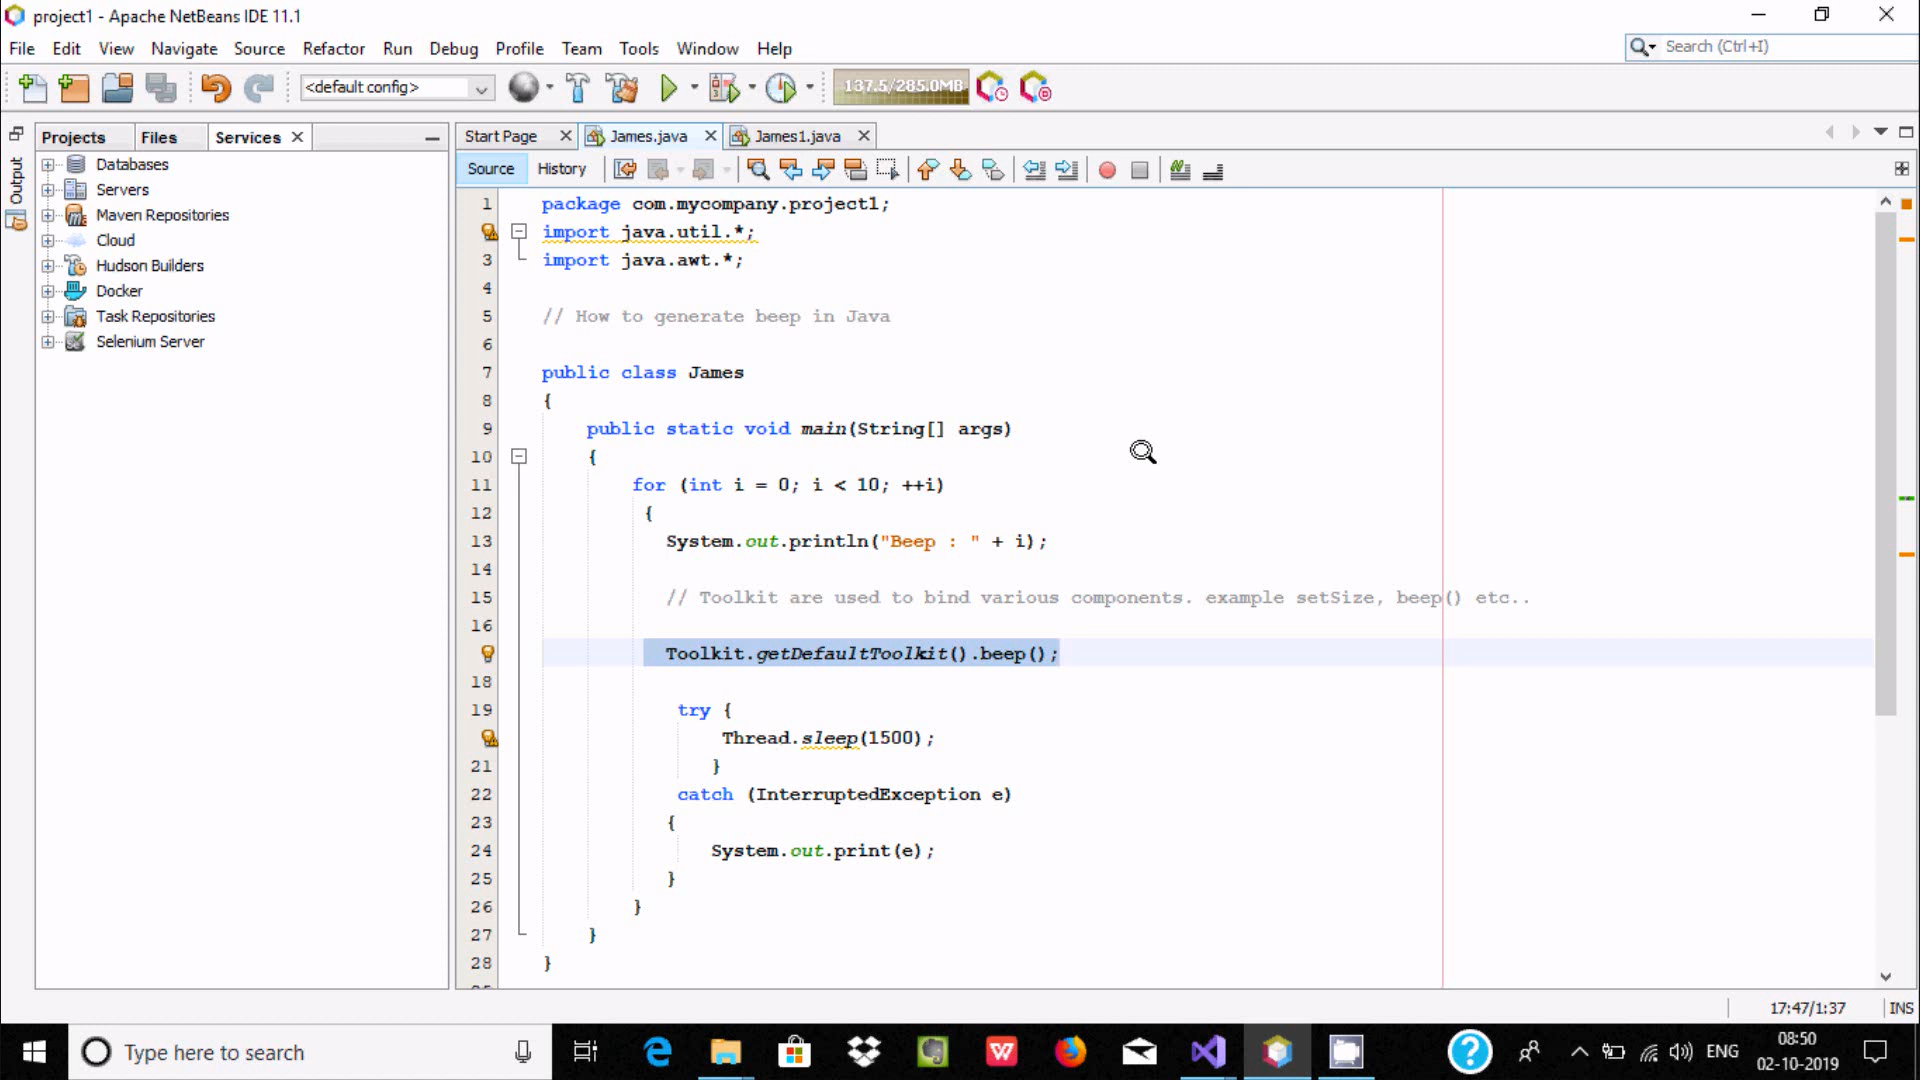 project1 - Apache NetBeans IDE 11.1
File Edit View Navigate Source Refactor Run Debug Profile Team Tools Window Help
Search (Ctrl+I)
<default config>
137.5/285.0MB
Projects Files Services
Start Page James.java James1.java
Output
Source History
Databases
Servers
Maven Repositories
Cloud
Hudson Builders
Docker
Task Repositories
Selenium Server
1 package com.mycompany.project1;
import java.util.*;
3 import java.awt.*;
4
5 // How to generate beep in Java
6
7 public class James
8 {
9 public static void main(String[] args)
10 {
11 for (int i = 0; i < 10; ++i)
12 {
13 System.out.println("Beep : " + i);
14
15 // Toolkit are used to bind various components. example setSize, beep() etc..
16
Toolkit.getDefaultToolkit().beep();
18
19 try {
Thread.sleep(1500);
21 }
22 catch (InterruptedException e)
23 {
24 System.out.print(e);
25 }
26 }
27 }
28 }
17:47/1:37 INS
Type here to search
ENG
08:50
02-10-2019